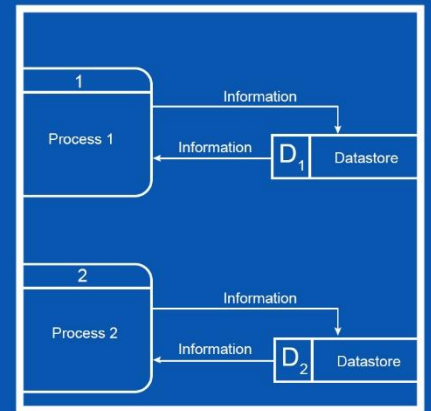 1
Information
Process 1
Information
D1
Datastore
2
Information
Process 2
Information
D2
Datastore